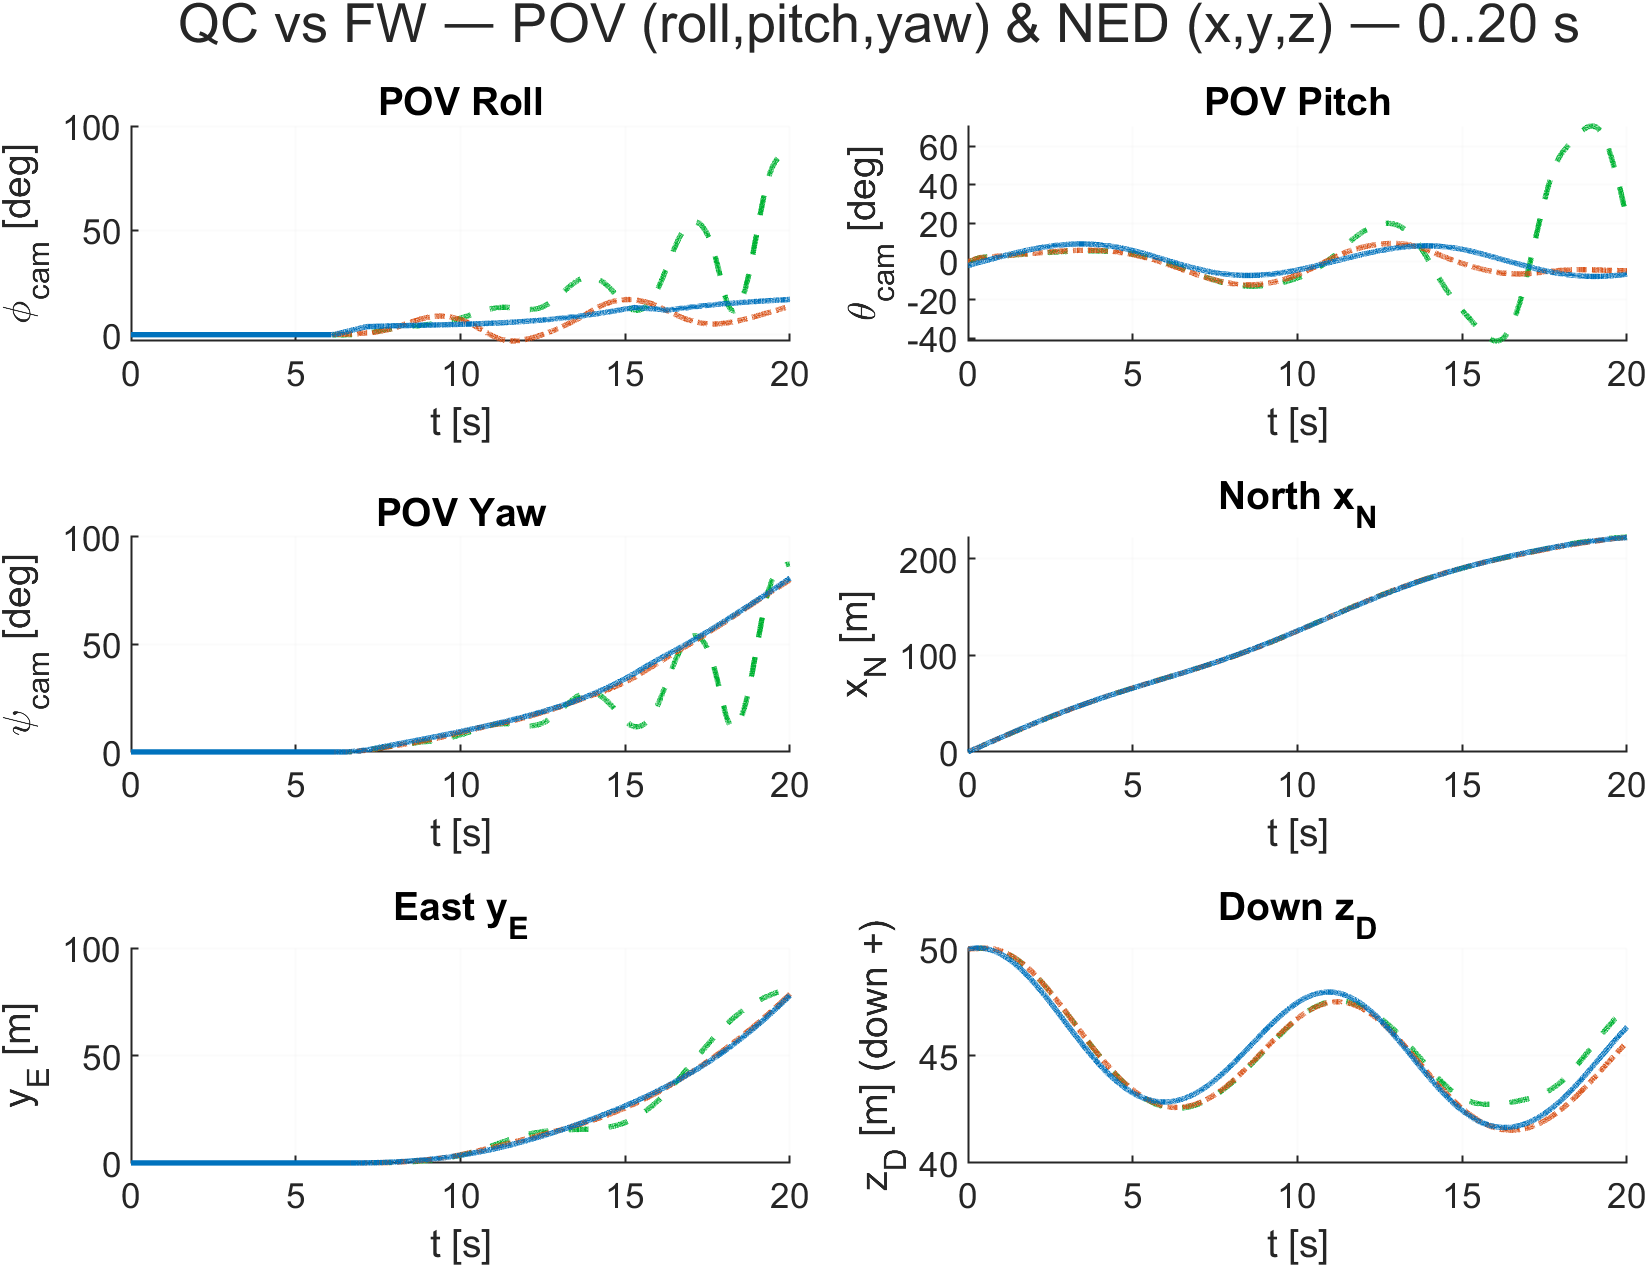 QC vs FW — POV (roll,pitch,yaw) & NED (x,y,z) — 0..20 s
POV Roll
ϕcam [deg]
100
50
0
0 5 10 15 20
t [s]
POV Pitch
θcam [deg]
60
40
20
0
-20
-40
0 5 10 15 20
t [s]
POV Yaw
ψcam [deg]
100
50
0
0 5 10 15 20
t [s]
North xN
xN [m]
200
100
0
0 5 10 15 20
t [s]
East yE
yE [m]
100
50
0
0 5 10 15 20
t [s]
Down zD
zD [m] (down +)
50
45
40
0 5 10 15 20
t [s]